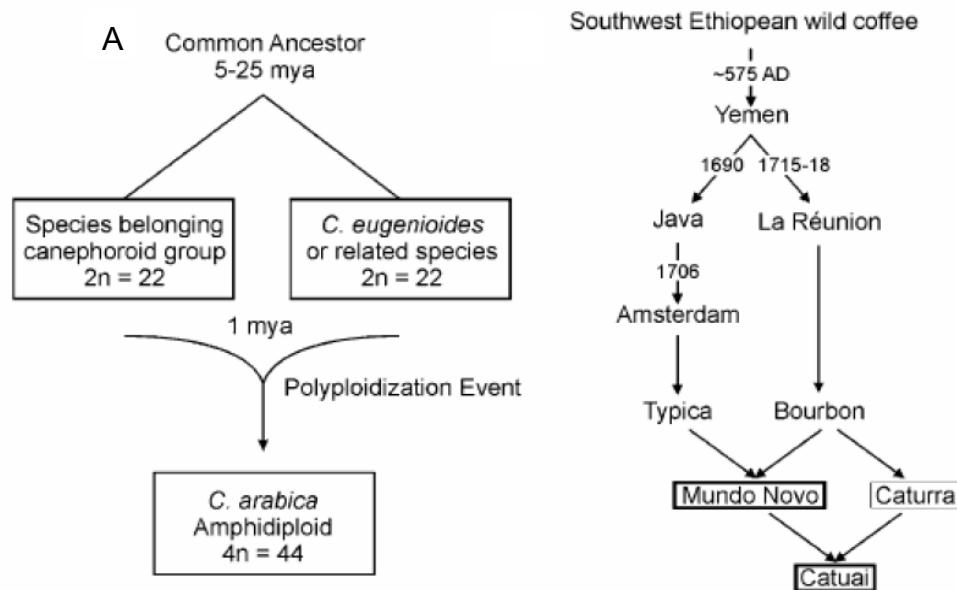 A
Common Ancestor
5-25 mya
Species belonging
canephoroid group
2n = 22
C. eugenioides
or related species
2n = 22
1 mya
Polyploidization Event
C. arabica
Amphidiploid
4n = 44
Southwest Ethiopean wild coffee
~575 AD
Yemen
1690
1715-18
Java
La Réunion
1706
Amsterdam
Typica
Bourbon
Mundo Novo
Caturra
Catuai